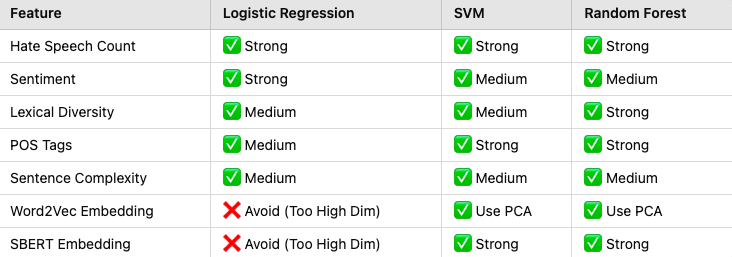 Feature Logistic Regression SVM Random Forest
Hate Speech Count ✅ Strong ✅ Strong ✅ Strong
Sentiment ✅ Strong ✅ Medium ✅ Medium
Lexical Diversity ✅ Medium ✅ Medium ✅ Strong
POS Tags ✅ Medium ✅ Strong ✅ Strong
Sentence Complexity ✅ Medium ✅ Medium ✅ Medium
Word2Vec Embedding ❌ Avoid (Too High Dim) ✅ Use PCA ✅ Use PCA
SBERT Embedding ❌ Avoid (Too High Dim) ✅ Strong ✅ Strong